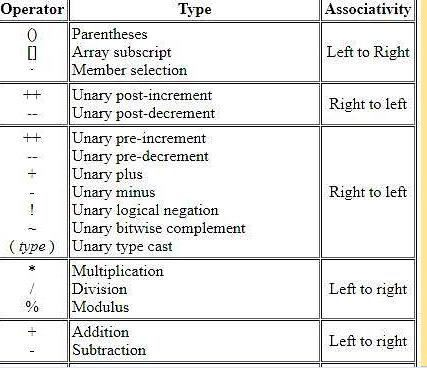 Operator Type Associativity
() Parentheses
[] Array subscript Left to Right
· Member selection
++ Unary post-increment
-- Unary post-decrement Right to left
++ Unary pre-increment
-- Unary pre-decrement
+ Unary plus
- Unary minus Right to left
! Unary logical negation
~ Unary bitwise complement
( type ) Unary type cast
* Multiplication
/ Division Left to right
% Modulus
+ Addition
- Subtraction Left to right